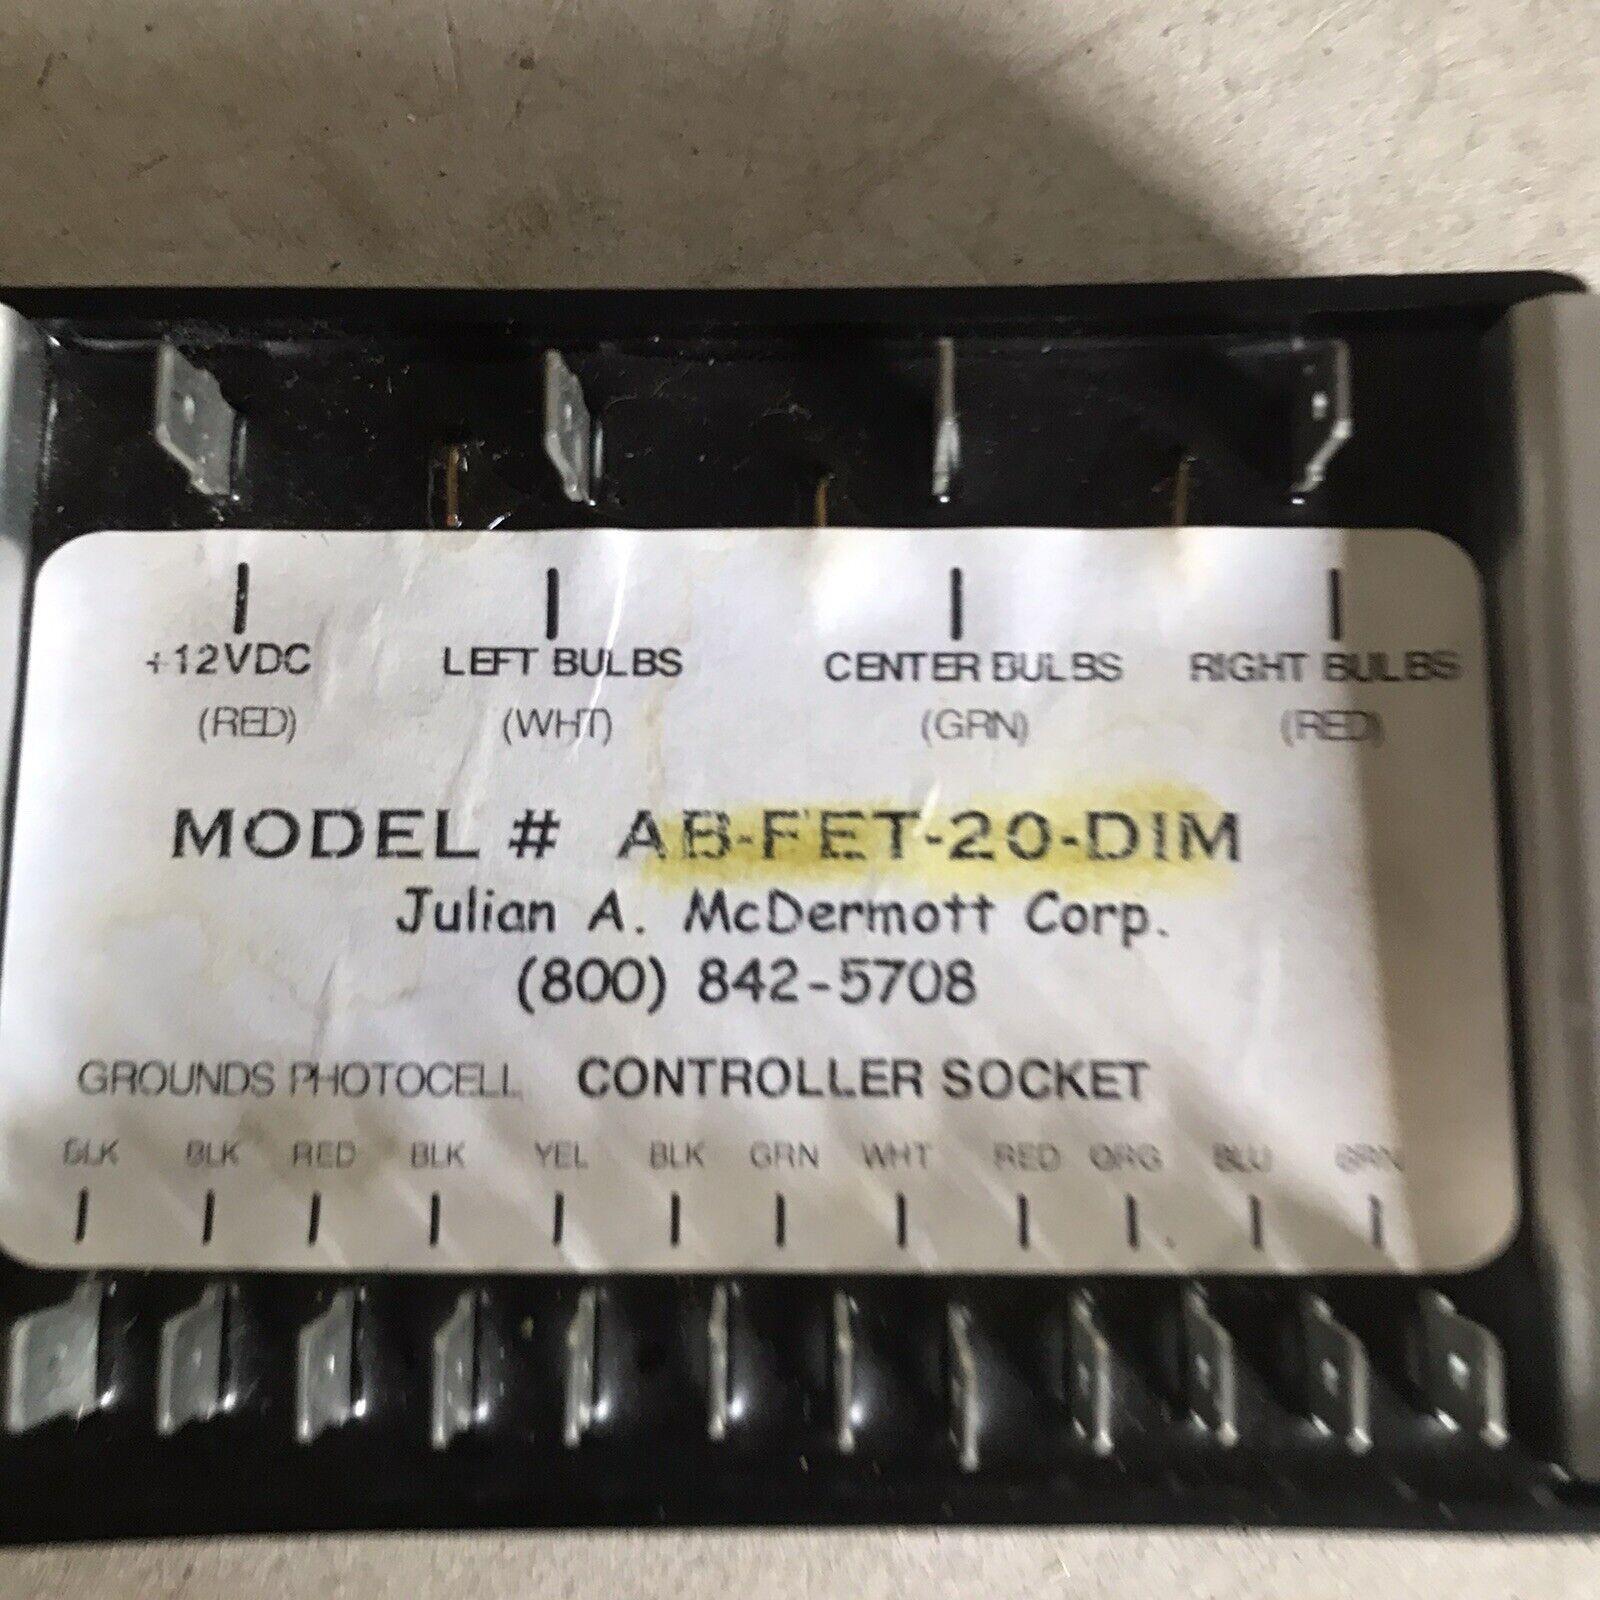 +12VDC LEFT BULBS CENTER BULBS RIGHT BULBS
(RED) (WHT) (GRN) (RED)
MODEL # AB-FET-20-DIM
Julian A. McDermott Corp.
(800) 842-5708
GROUNDS PHOTOCELL CONTROLLER SOCKET
BLK BLK RED BLK YEL BLK GRN WHT RED ORG BLU BRN